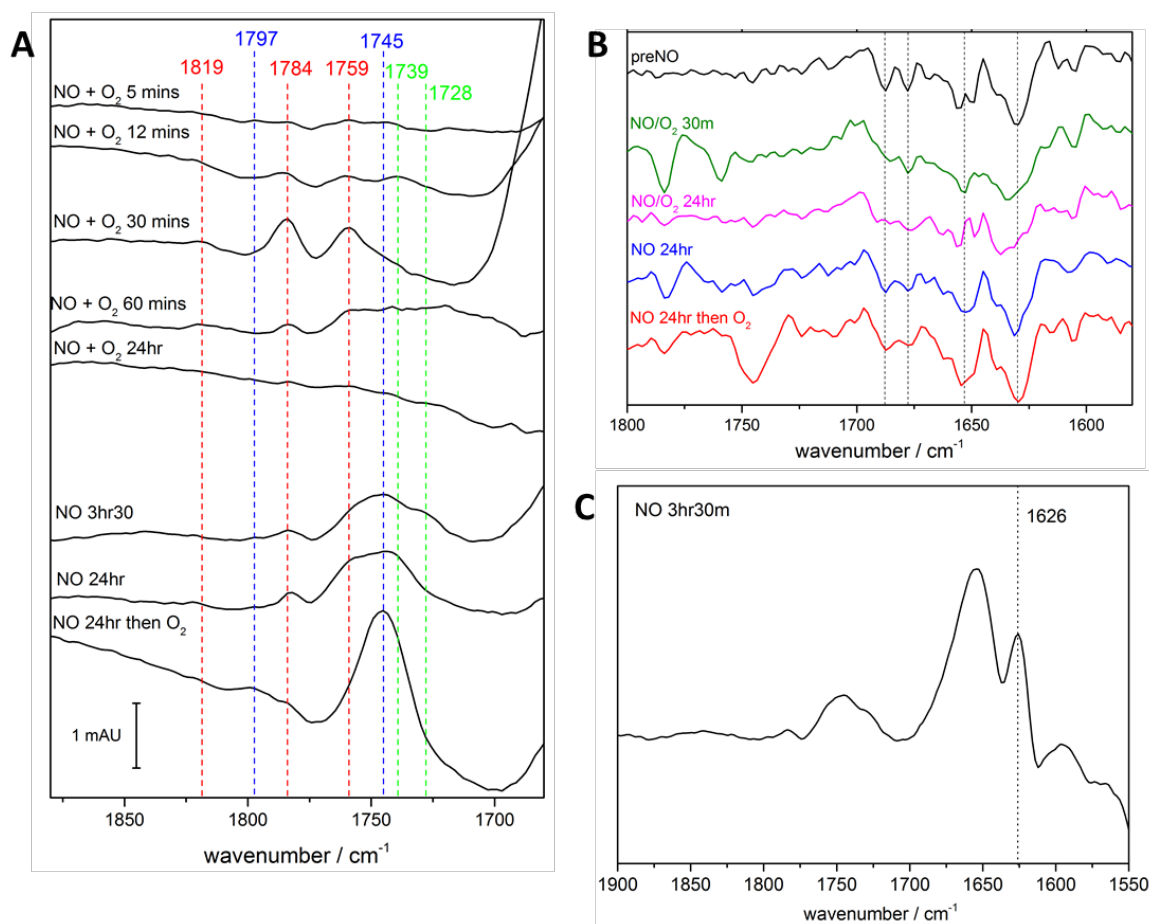 A
1797
1745
1819
1784
1759
1739
1728
NO + O₂ 5 mins
NO + O₂ 12 mins
NO + O₂ 30 mins
NO + O₂ 60 mins
NO + O₂ 24hr
NO 3hr30
NO 24hr
NO 24hr then O₂
1 mAU
1850 1800 1750 1700
wavenumber / cm⁻¹
B
preNO
NO/O₂ 30m
NO/O₂ 24hr
NO 24hr
NO 24hr then O₂
1800 1750 1700 1650 1600
wavenumber / cm⁻¹
C
NO 3hr30m
1626
1900 1850 1800 1750 1700 1650 1600 1550
wavenumber / cm⁻¹